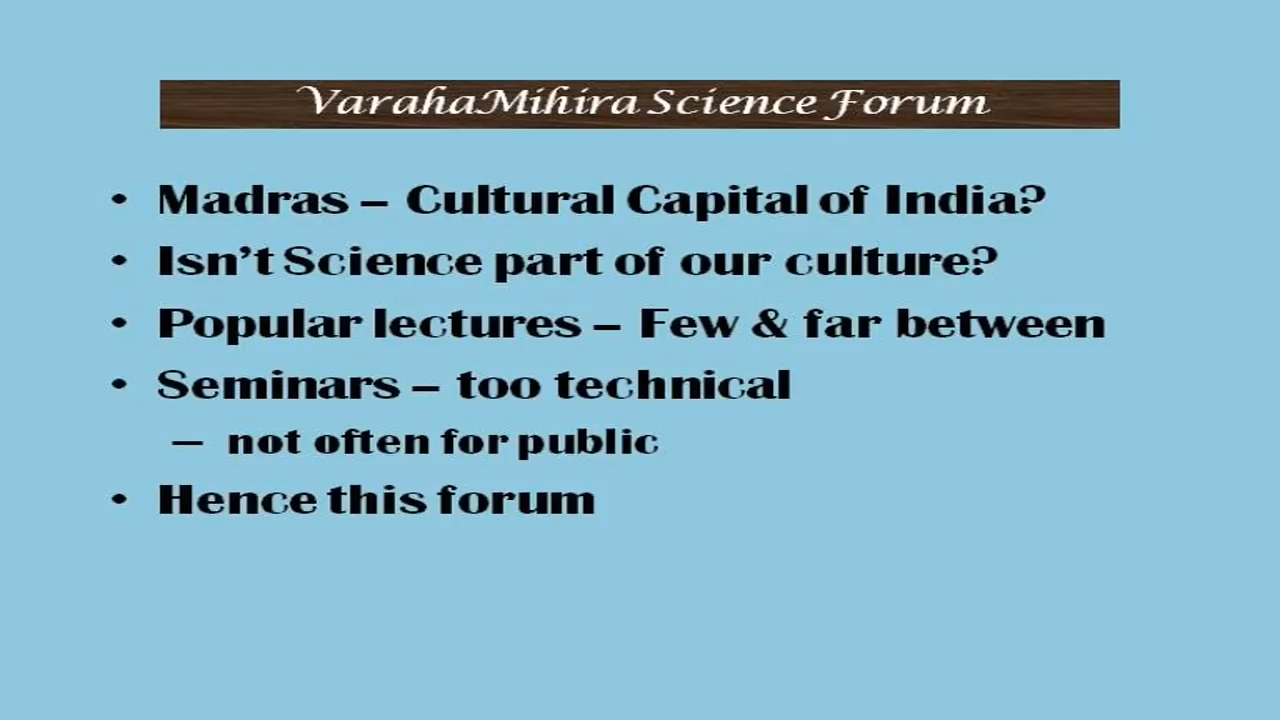 VarahaMihira Science Forum
• Madras – Cultural Capital of India?
• Isn't Science part of our culture?
• Popular lectures – Few & far between
• Seminars – too technical
– not often for public
• Hence this forum